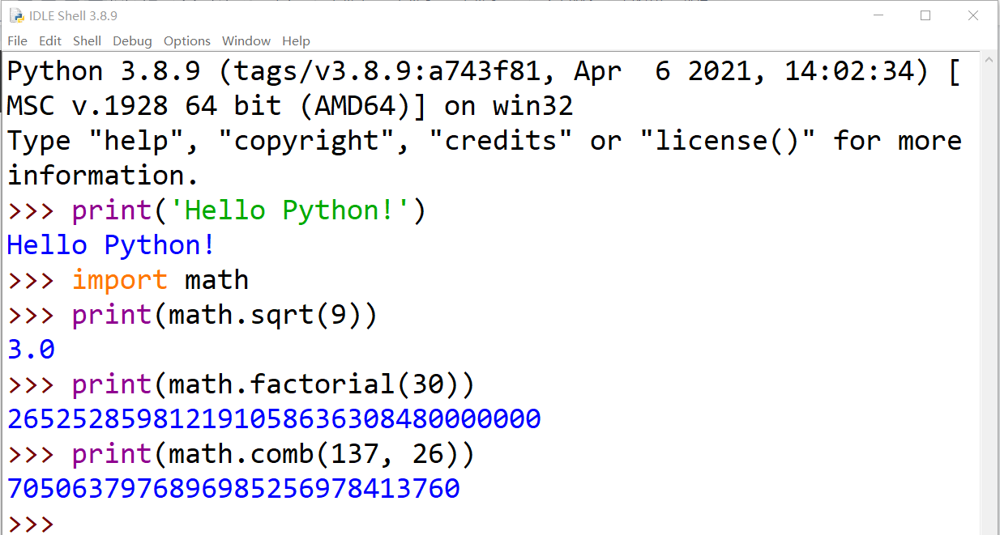 IDLE Shell 3.8.9
File Edit Shell Debug Options Window Help
Python 3.8.9 (tags/v3.8.9:a743f81, Apr  6 2021, 14:02:34) [
MSC v.1928 64 bit (AMD64)] on win32
Type "help", "copyright", "credits" or "license()" for more
information.
>>> print('Hello Python!')
Hello Python!
>>> import math
>>> print(math.sqrt(9))
3.0
>>> print(math.factorial(30))
265252859812191058636308480000000
>>> print(math.comb(137, 26))
7050637976896985256978413760
>>>